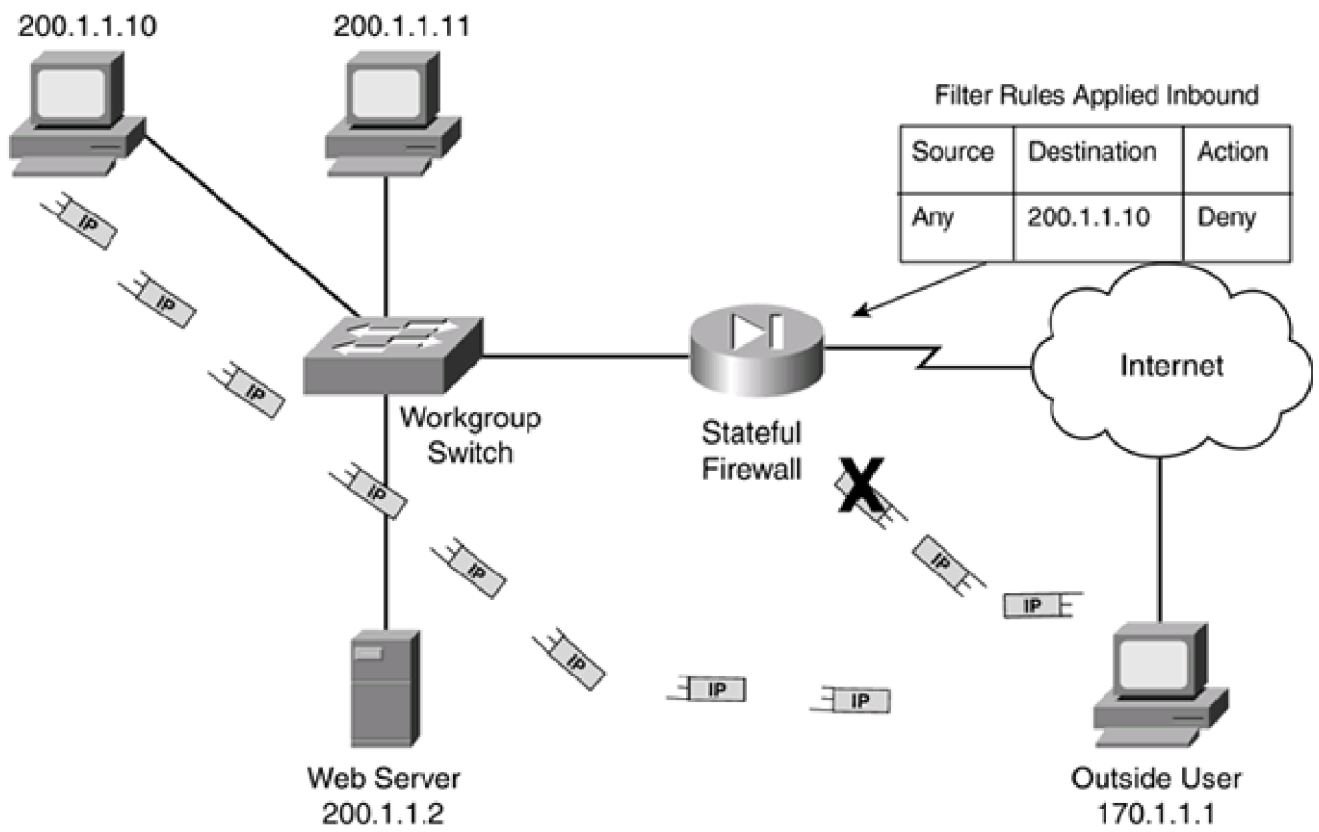 200.1.1.10
200.1.1.11
Filter Rules Applied Inbound
Source Destination Action
Any 200.1.1.10 Deny
IP
IP
IP
IP
IP
IP
IP
IP
IP
IP
Workgroup
Switch
Stateful
Firewall
Internet
Web Server
200.1.1.2
Outside User
170.1.1.1